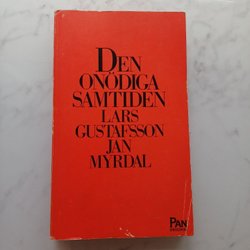 DEN
ONÖDIGA
SAMTIDEN
LARS
GUSTAFSSON
JAN
MYRDAL
PAN